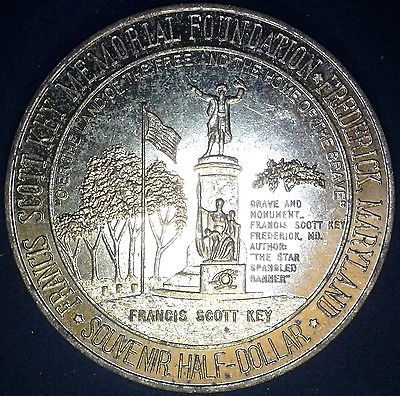 FRANCIS SCOTT KEY MEMORIAL FOUNDATION ★ FREDERICK, MARYLAND ★
"O'ER THE LAND OF THE FREE AND THE HOME OF THE BRAVE"
GRAVE AND
MONUMENT...
FRANCIS SCOTT KEY
FREDERICK, MD.
AUTHOR:
"THE STAR
SPANGLED
BANNER"
FRANCIS SCOTT KEY
SOUVENIR HALF-DOLLAR